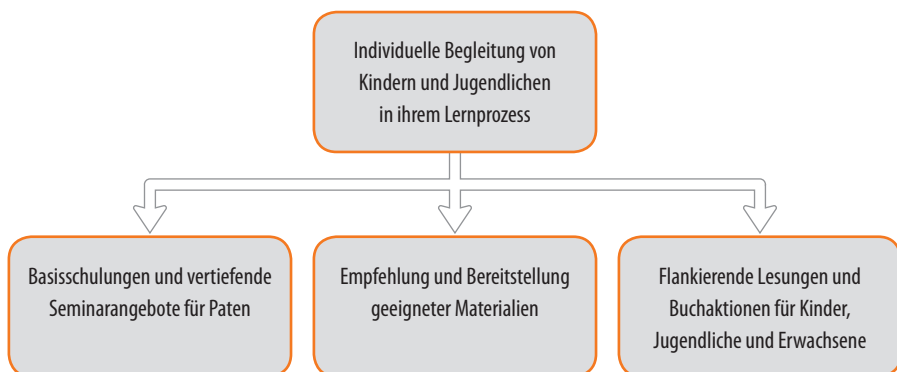 Individuelle Begleitung von
Kindern und Jugendlichen
in ihrem Lernprozess
Basisschulungen und vertiefende
Seminarangebote für Paten
Empfehlung und Bereitstellung
geeigneter Materialien
Flankierende Lesungen und
Buchaktionen für Kinder,
Jugendliche und Erwachsene